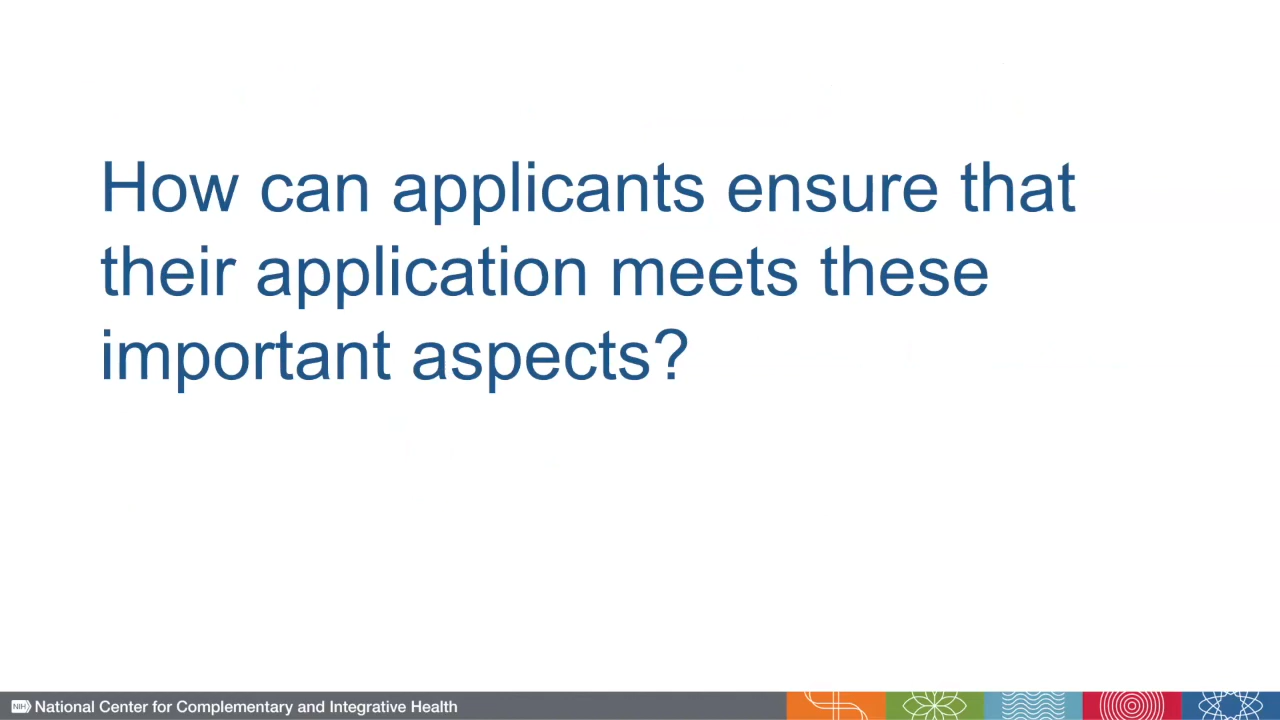 How can applicants ensure that
their application meets these
important aspects?
NIH National Center for Complementary and Integrative Health